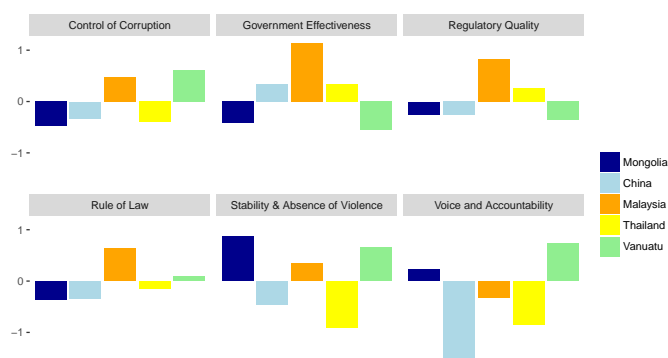 Control of Corruption
Government Effectiveness
Regulatory Quality
1
0
−1
Rule of Law
Stability & Absence of Violence
Voice and Accountability
1
0
−1
Mongolia
China
Malaysia
Thailand
Vanuatu